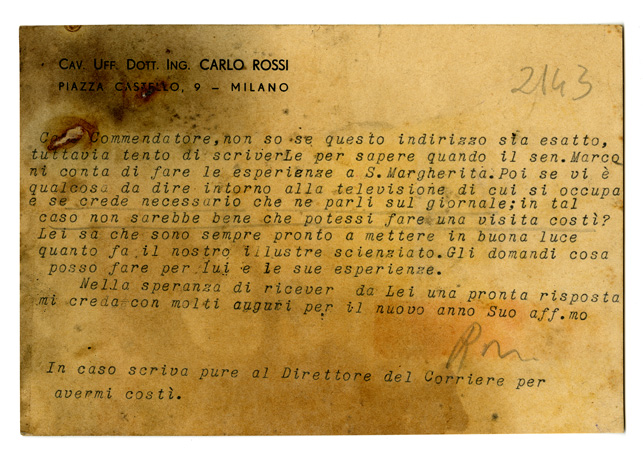 CAV. UFF. DOTT. ING. CARLO ROSSI
PIAZZA CASTELLO, 9 – MILANO
2143
Commendatore, non so se questo indirizzo sia esatto,
tuttavia tento di scriverLe per sapere quando il sen.Marco
ni conta di fare le esperienze a S.Margherita.Poi se vi è
qualcosa da dire intorno alla televisione di cui si occupa
e se crede necessario che ne parli sul giornale;in tal
caso non sarebbe bene che potessi fare una visita costì?
Lei sa che sono sempre pronto a mettere in buona luce
quanto fa il nostro illustre scienziato.Gli domandi cosa
posso fare per lui e le sue esperienze.
Nella speranza di ricever da Lei una pronta risposta
mi creda con molti auguri per il nuovo anno Suo aff.mo
Rossi
In caso scriva pure al Direttore del Corriere per
avermi costì.